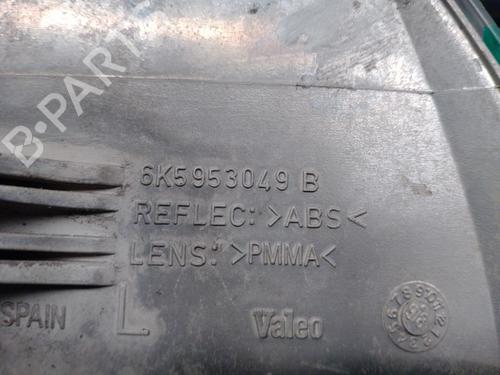 B-PARTS
6K5953049 B
REFLEC: >ABS<
LENS: >PMMA<
SPAIN L Valeo